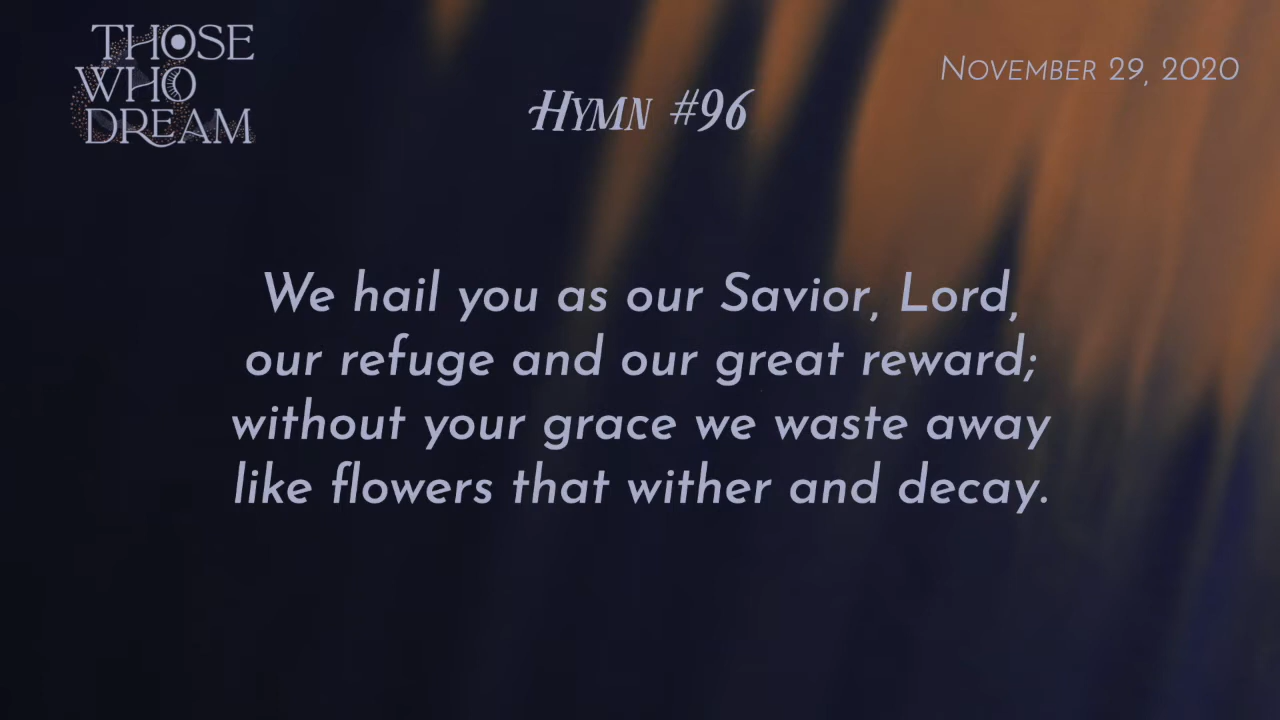 THOSE
WHO
DREAM
NOVEMBER 29, 2020
HYMN #96
We hail you as our Savior, Lord,
our refuge and our great reward;
without your grace we waste away
like flowers that wither and decay.